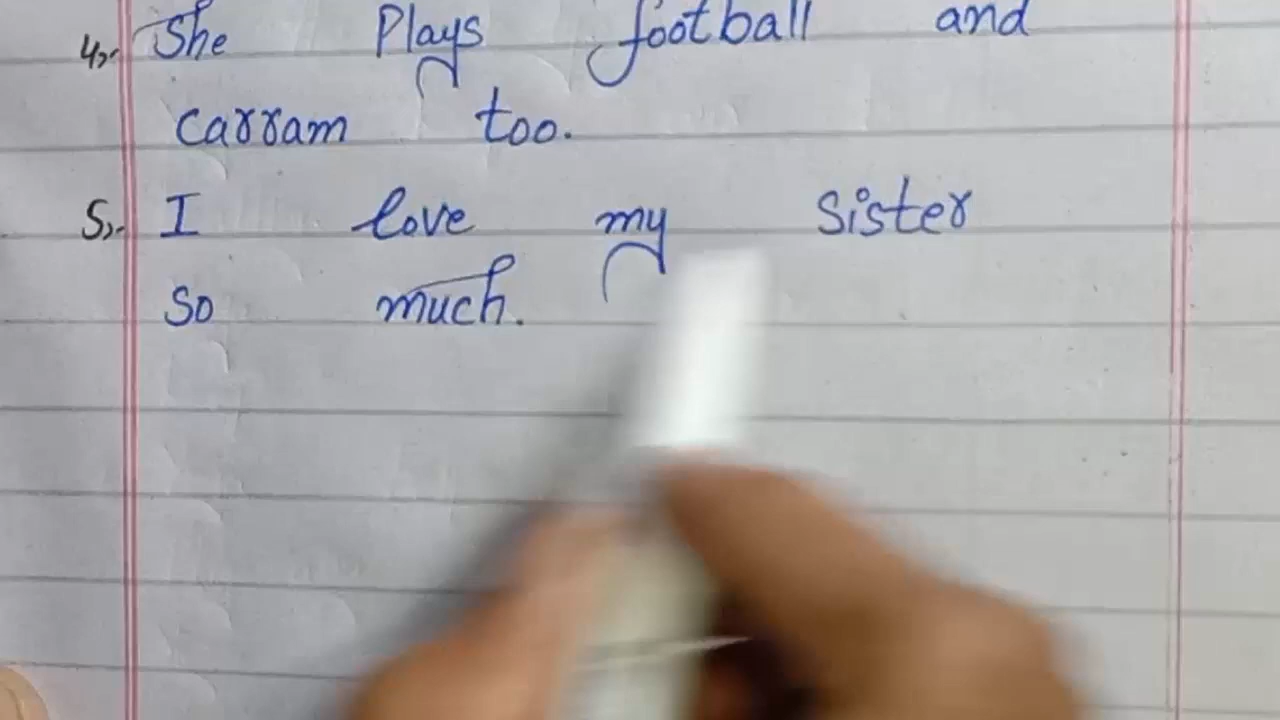 4:- She Plays football and
carram too.
5:- I love my Sister
so much.